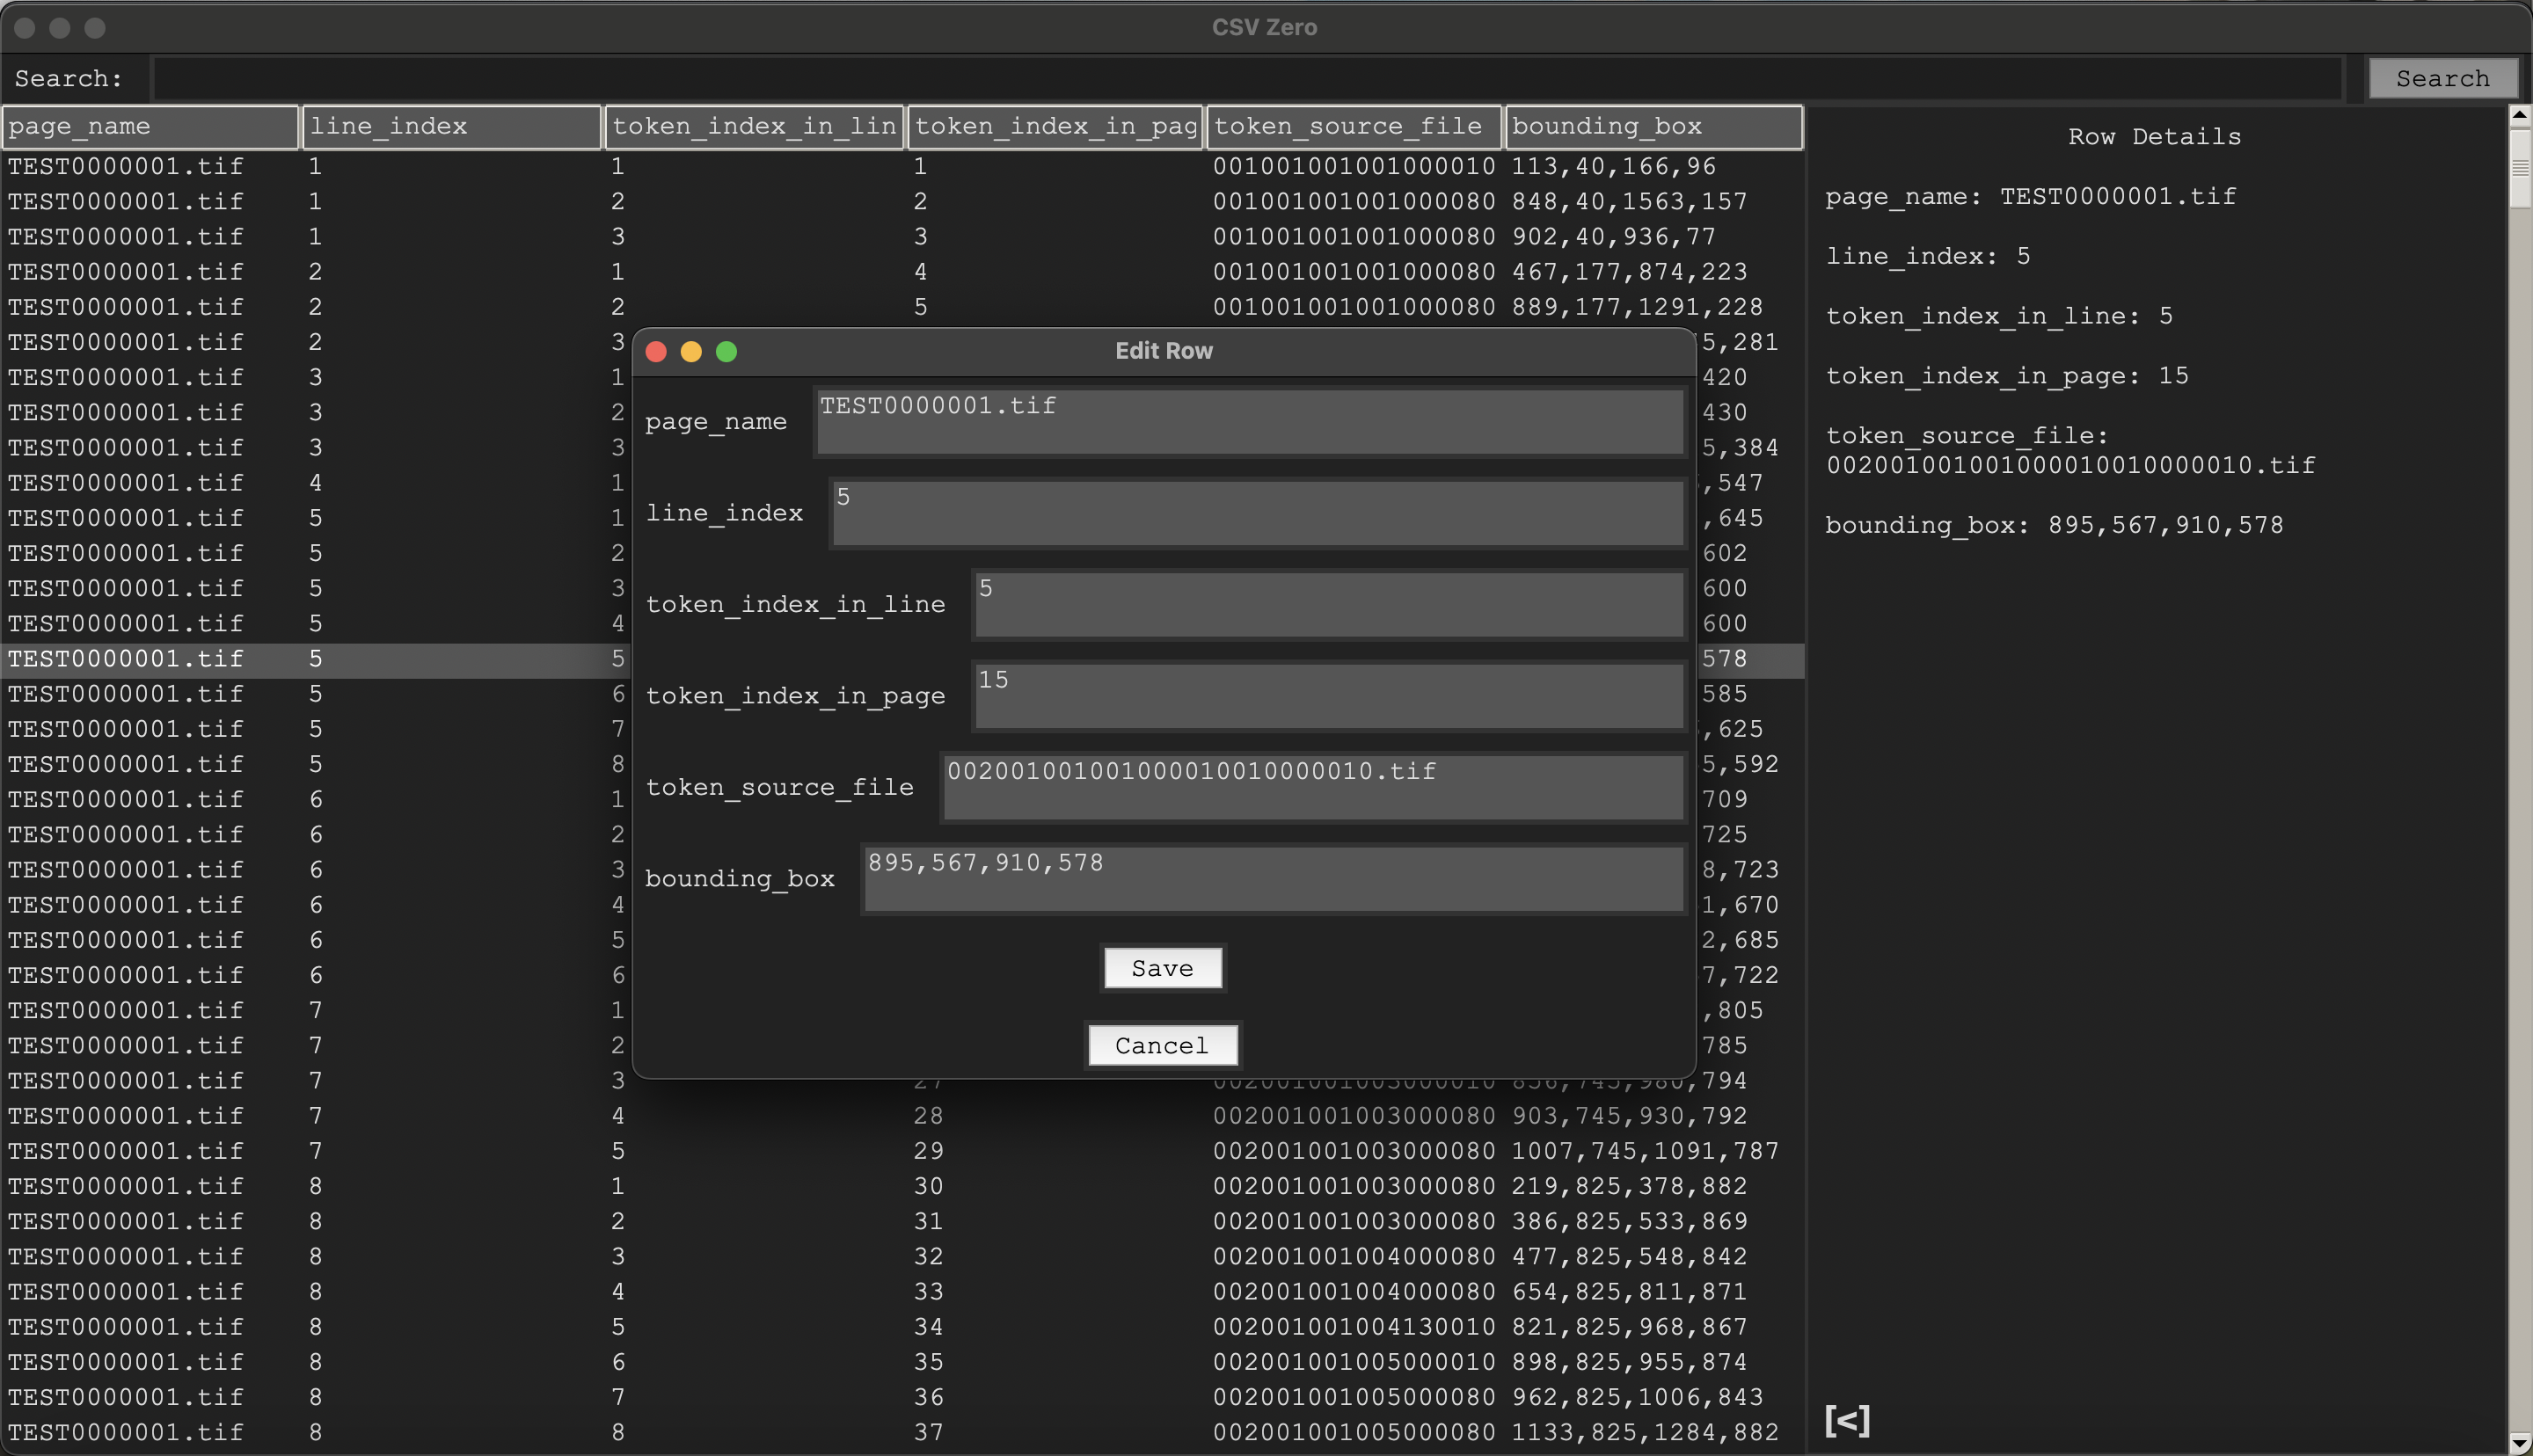 CSV Zero
Search: Search
page_name line_index token_index_in_lin token_index_in_pag token_source_file bounding_box
TEST0000001.tif 1 1 1 001001001001000010 113,40,166,96
TEST0000001.tif 1 2 2 001001001001000080 848,40,1563,157
TEST0000001.tif 1 3 3 001001001001000080 902,40,936,77
TEST0000001.tif 2 1 4 001001001001000080 467,177,874,223
TEST0000001.tif 2 2 5 001001001001000080 889,177,1291,228
TEST0000001.tif 2 3 5,281
TEST0000001.tif 3 1 420
TEST0000001.tif 3 2 430
TEST0000001.tif 3 3 5,384
TEST0000001.tif 4 1 ,547
TEST0000001.tif 5 1 ,645
TEST0000001.tif 5 2 602
TEST0000001.tif 5 3 600
TEST0000001.tif 5 4 600
TEST0000001.tif 5 5 578
TEST0000001.tif 5 6 585
TEST0000001.tif 5 7 ,625
TEST0000001.tif 5 8 5,592
TEST0000001.tif 6 1 709
TEST0000001.tif 6 2 725
TEST0000001.tif 6 3 8,723
TEST0000001.tif 6 4 1,670
TEST0000001.tif 6 5 2,685
TEST0000001.tif 6 6 7,722
TEST0000001.tif 7 1 ,805
TEST0000001.tif 7 2 785
TEST0000001.tif 7 3 27 002001001003000010 856,745,980,794
TEST0000001.tif 7 4 28 002001001003000080 903,745,930,792
TEST0000001.tif 7 5 29 002001001003000080 1007,745,1091,787
TEST0000001.tif 8 1 30 002001001003000080 219,825,378,882
TEST0000001.tif 8 2 31 002001001003000080 386,825,533,869
TEST0000001.tif 8 3 32 002001001004000080 477,825,548,842
TEST0000001.tif 8 4 33 002001001004000080 654,825,811,871
TEST0000001.tif 8 5 34 002001001004130010 821,825,968,867
TEST0000001.tif 8 6 35 002001001005000010 898,825,955,874
TEST0000001.tif 8 7 36 002001001005000080 962,825,1006,843
TEST0000001.tif 8 8 37 002001001005000080 1133,825,1284,882
Edit Row
page_name TEST0000001.tif
line_index 5
token_index_in_line 5
token_index_in_page 15
token_source_file 002001001001000010010000010.tif
bounding_box 895,567,910,578
Save
Cancel
Row Details
page_name: TEST0000001.tif
line_index: 5
token_index_in_line: 5
token_index_in_page: 15
token_source_file:
002001001001000010010000010.tif
bounding_box: 895,567,910,578
[<]